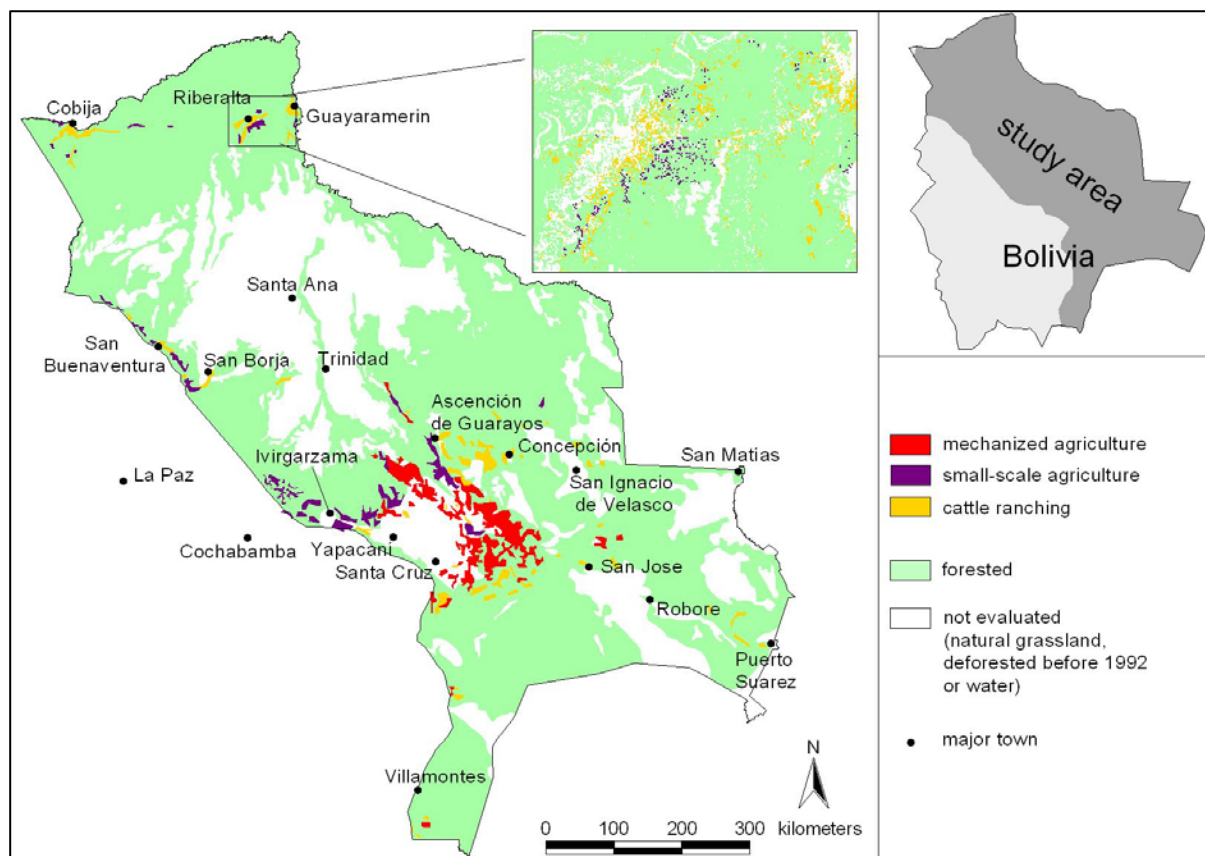 Cobija
Riberalta
Guayaramerin
Santa Ana
San
Buenaventura
San Borja
Trinidad
Ascención
de Guarayos
Concepción
Ivirgarzama
San Matias
San Ignacio
de Velasco
La Paz
Cochabamba
Yapacaní
Santa Cruz
San Jose
Robore
Puerto
Suarez
Villamontes
N
0 100 200 300 kilometers
study area
Bolivia
mechanized agriculture
small-scale agriculture
cattle ranching
forested
not evaluated
(natural grassland,
deforested before 1992
or water)
major town